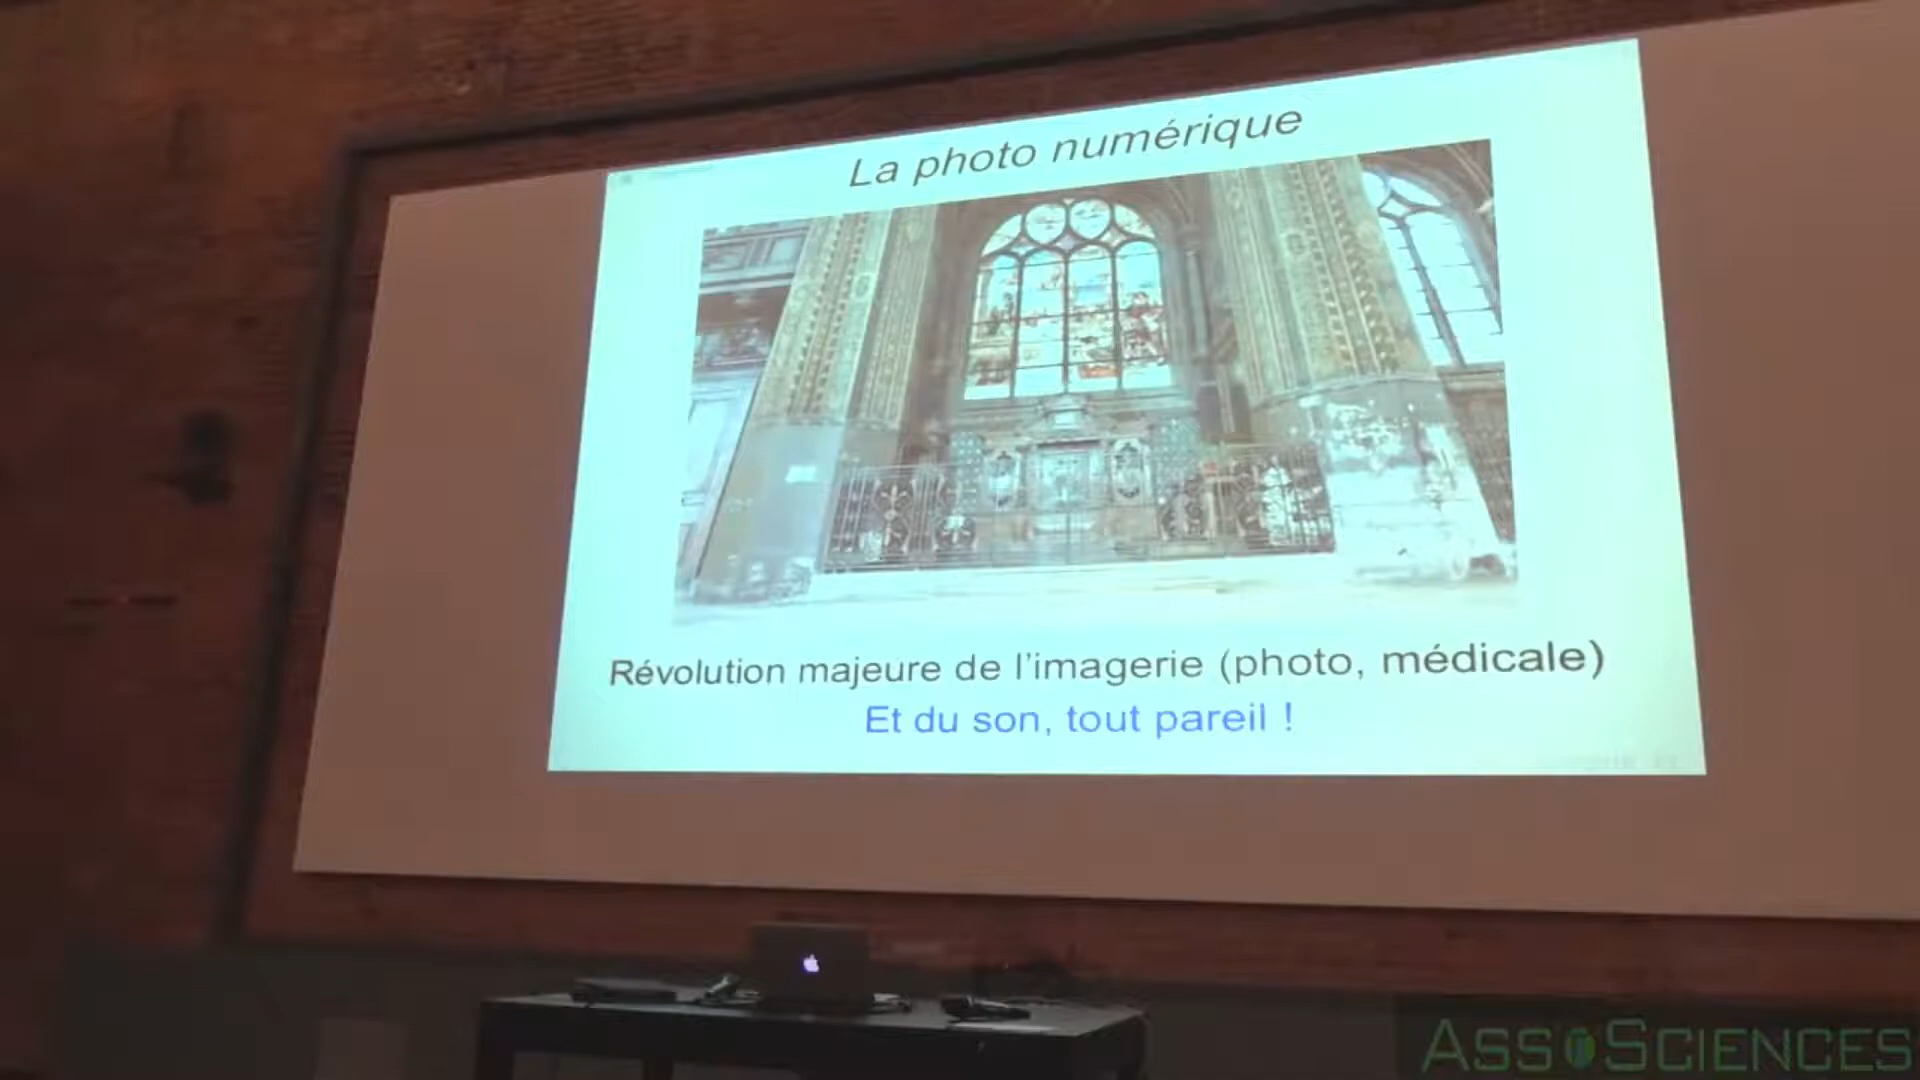 La photo numérique
Révolution majeure de l'imagerie (photo, médicale)
Et du son, tout pareil !
ASSOSCIENCES